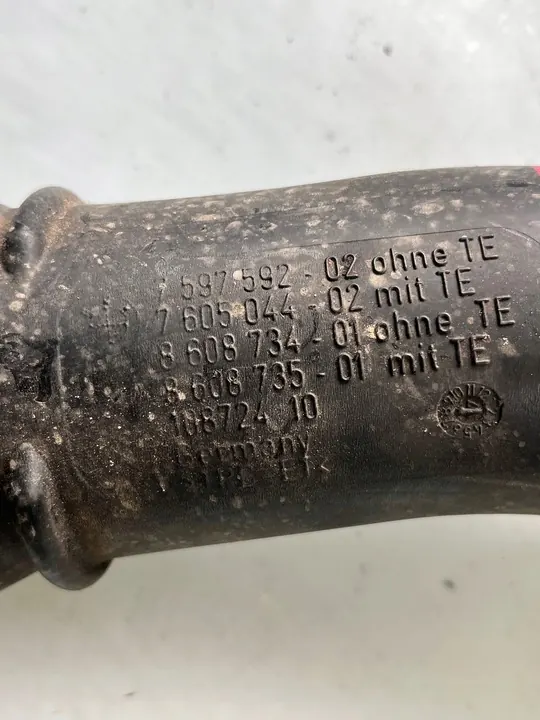 7 597 592 - 02 ohne TE
7 605 044 - 02 mit TE
8 608 734 - 01 ohne TE
8 608 735 - 01 mit TE
108724 10
Germany